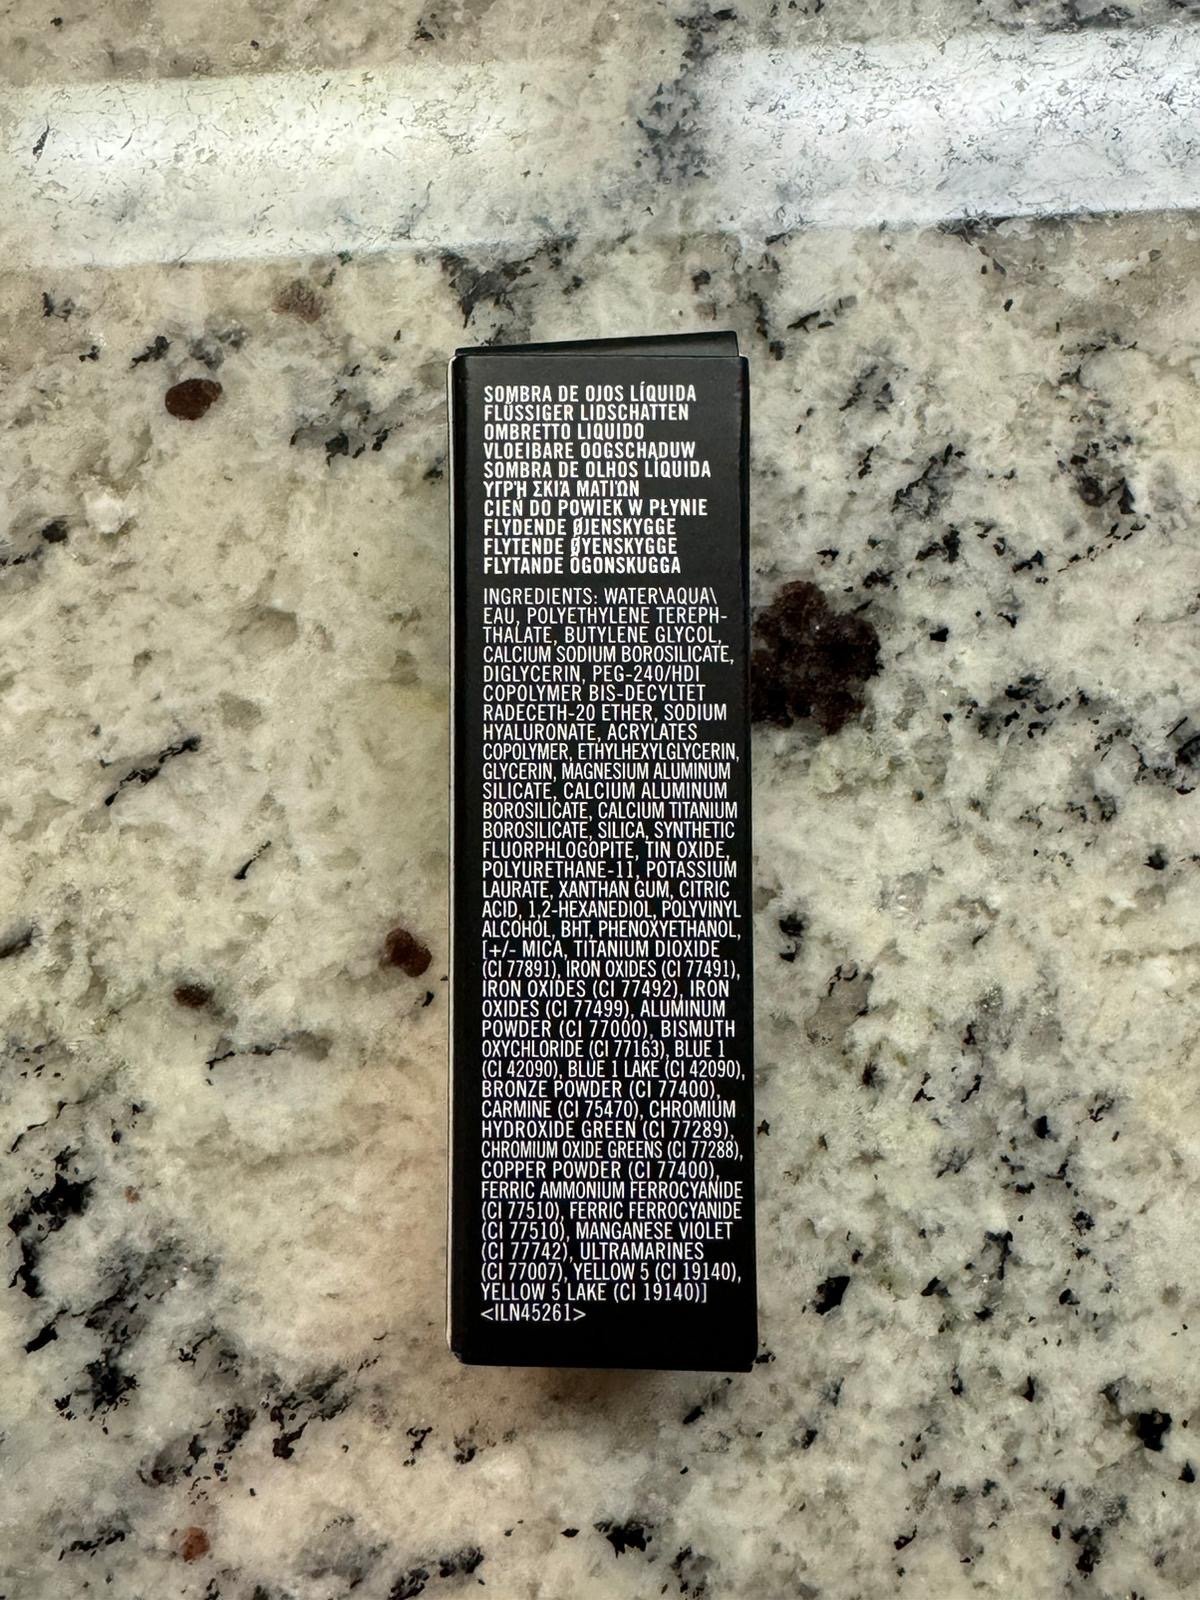 SOMBRA DE OJOS LÍQUIDA
FLÜSSIGER LIDSCHATTEN
OMBRETTO LIQUIDO
VLOEIBARE OOGSCHADUW
SOMBRA DE OLHOS LÍQUIDA
ΥΓΡΉ ΣΚΙΆ ΜΑΤΙΏΝ
CIEŃ DO POWIEK W PŁYNIE
FLYDENDE ØJENSKYGGE
FLYTENDE ØYENSKYGGE
FLYTANDE ÖGONSKUGGA
INGREDIENTS: WATER\AQUA\
EAU, POLYETHYLENE TEREPH-
THALATE, BUTYLENE GLYCOL,
CALCIUM SODIUM BOROSILICATE,
DIGLYCERIN, PEG-240/HDI
COPOLYMER BIS-DECYLTET
RADECETH-20 ETHER, SODIUM
HYALURONATE, ACRYLATES
COPOLYMER, ETHYLHEXYLGLYCERIN,
GLYCERIN, MAGNESIUM ALUMINUM
SILICATE, CALCIUM ALUMINUM
BOROSILICATE, CALCIUM TITANIUM
BOROSILICATE, SILICA, SYNTHETIC
FLUORPHLOGOPITE, TIN OXIDE,
POLYURETHANE-11, POTASSIUM
LAURATE, XANTHAN GUM, CITRIC
ACID, 1,2-HEXANEDIOL, POLYVINYL
ALCOHOL, BHT, PHENOXYETHANOL,
[+/- MICA, TITANIUM DIOXIDE
(CI 77891), IRON OXIDES (CI 77491),
IRON OXIDES (CI 77492), IRON
OXIDES (CI 77499), ALUMINUM
POWDER (CI 77000), BISMUTH
OXYCHLORIDE (CI 77163), BLUE 1
(CI 42090), BLUE 1 LAKE (CI 42090),
BRONZE POWDER (CI 77400),
CARMINE (CI 75470), CHROMIUM
HYDROXIDE GREEN (CI 77289),
CHROMIUM OXIDE GREENS (CI 77288),
COPPER POWDER (CI 77400),
FERRIC AMMONIUM FERROCYANIDE
(CI 77510), FERRIC FERROCYANIDE
(CI 77510), MANGANESE VIOLET
(CI 77742), ULTRAMARINES
(CI 77007), YELLOW 5 (CI 19140),
YELLOW 5 LAKE (CI 19140)]
<ILN45261>